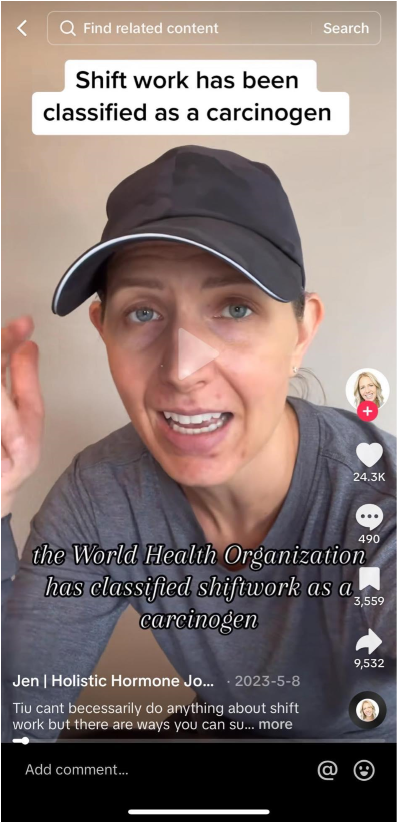 Find related content
Search
Shift work has been
classified as a carcinogen
24.3K
490
the World Health Organization
has classified shiftwork as a
carcinogen
3,559
9,532
Jen | Holistic Hormone Jo... · 2023-5-8
Tiu cant becessarily do anything about shift
work but there are ways you can su... more
Add comment...
@